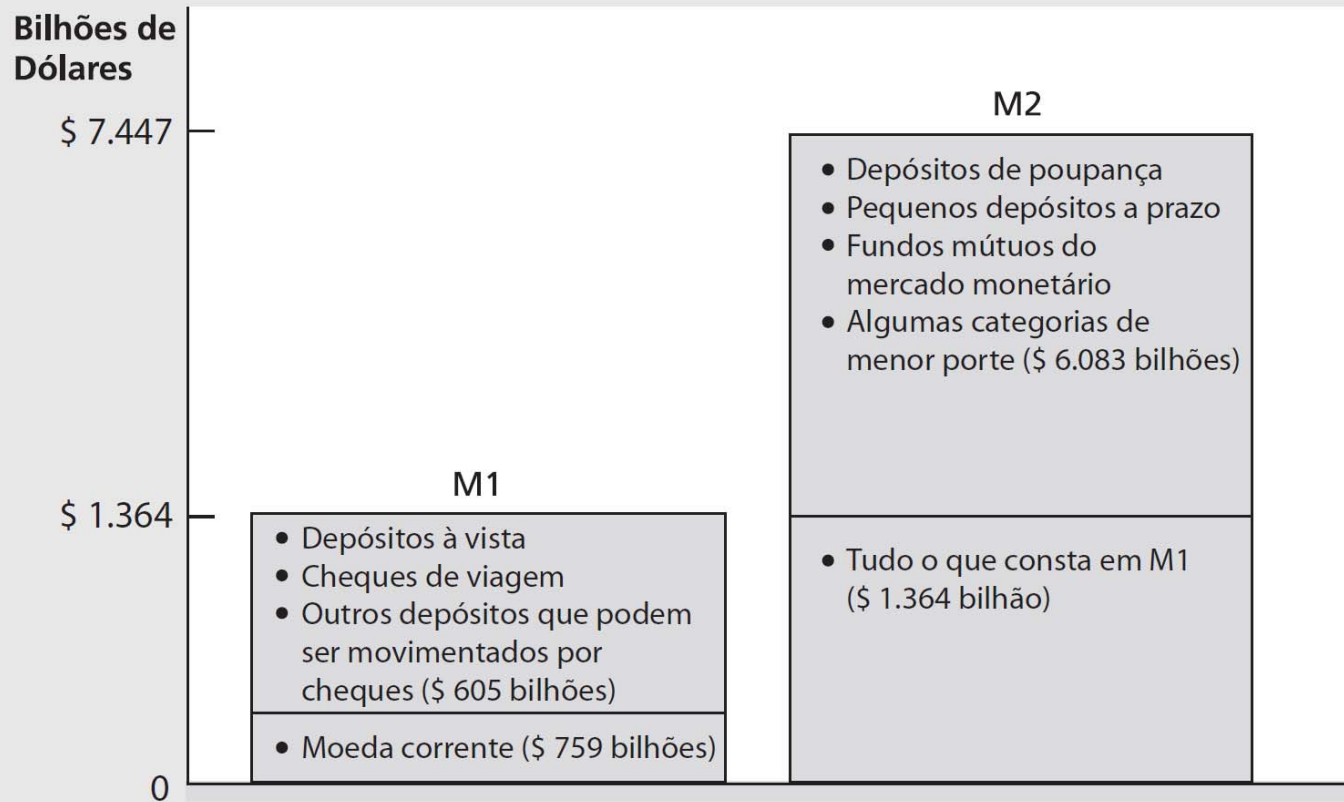 Bilhões de
Dólares
$ 7.447
$ 1.364
0
M1
• Depósitos à vista
• Cheques de viagem
• Outros depósitos que podem
ser movimentados por
cheques ($ 605 bilhões)
• Moeda corrente ($ 759 bilhões)
M2
• Depósitos de poupança
• Pequenos depósitos a prazo
• Fundos mútuos do
mercado monetário
• Algumas categorias de
menor porte ($ 6.083 bilhões)
• Tudo o que consta em M1
($ 1.364 bilhão)